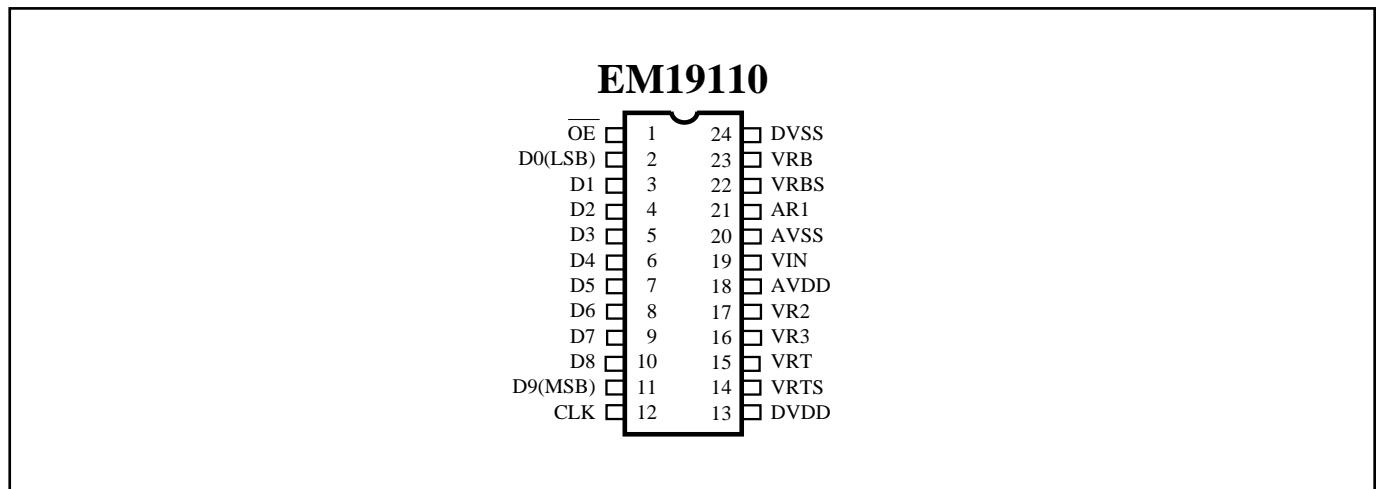 EM19110
OE 1 24 DVSS
D0(LSB) 2 23 VRB
D1 3 22 VRBS
D2 4 21 AR1
D3 5 20 AVSS
D4 6 19 VIN
D5 7 18 AVDD
D6 8 17 VR2
D7 9 16 VR3
D8 10 15 VRT
D9(MSB) 11 14 VRTS
CLK 12 13 DVDD